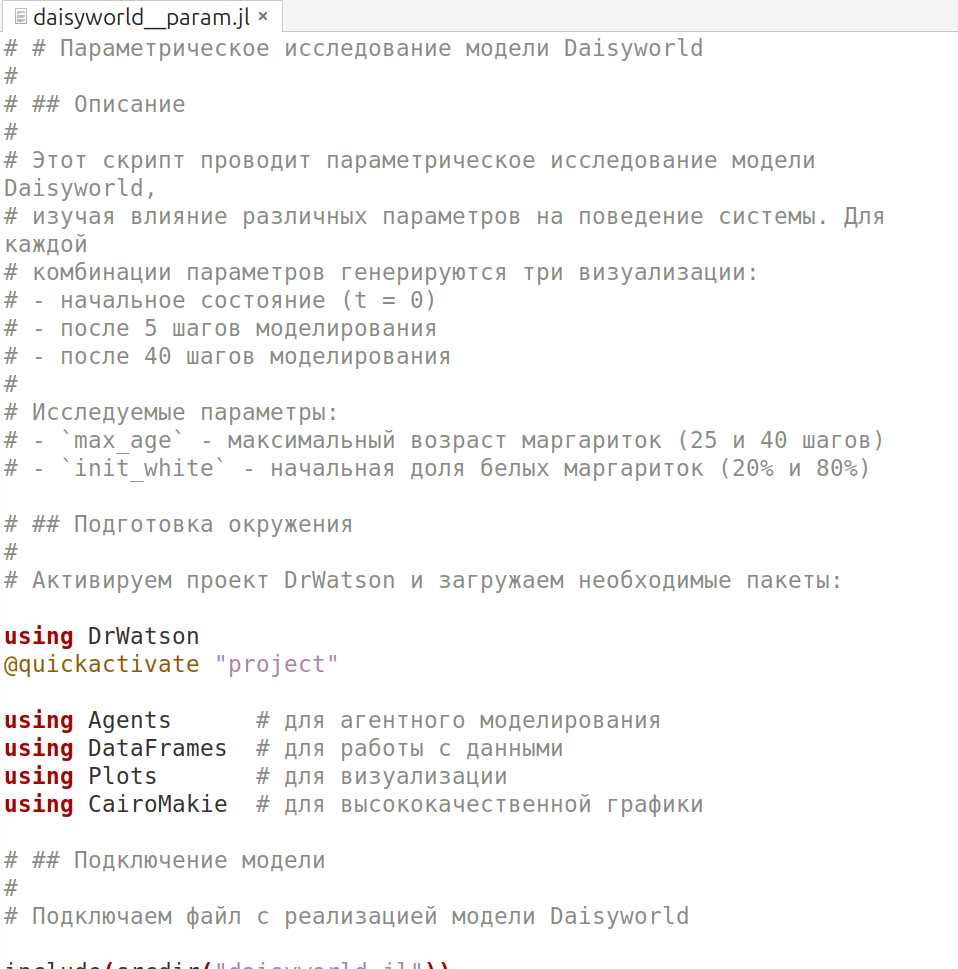 daisyworld__param.jl ×
# # Параметрическое исследование модели Daisyworld
#
# ## Описание
#
# Этот скрипт проводит параметрическое исследование модели
Daisyworld,
# изучая влияние различных параметров на поведение системы. Для
каждой
# комбинации параметров генерируются три визуализации:
# - начальное состояние (t = 0)
# - после 5 шагов моделирования
# - после 40 шагов моделирования
#
# Исследуемые параметры:
# - `max_age` - максимальный возраст маргариток (25 и 40 шагов)
# - `init_white` - начальная доля белых маргариток (20% и 80%)
# ## Подготовка окружения
#
# Активируем проект DrWatson и загружаем необходимые пакеты:
using DrWatson
@quickactivate "project"
using Agents      # для агентного моделирования
using DataFrames  # для работы с данными
using Plots       # для визуализации
using CairoMakie  # для высококачественной графики
# ## Подключение модели
#
# Подключаем файл с реализацией модели Daisyworld
include(srcdir("daisyworld.jl"))